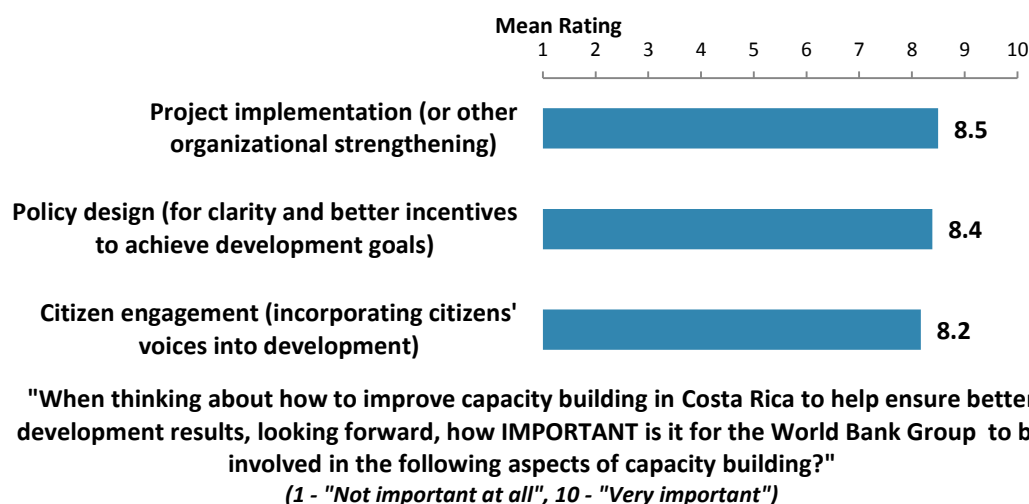 Mean Rating
1 2 3 4 5 6 7 8 9 10
Project implementation (or other
organizational strengthening)
8.5
Policy design (for clarity and better incentives
to achieve development goals)
8.4
Citizen engagement (incorporating citizens'
voices into development)
8.2
"When thinking about how to improve capacity building in Costa Rica to help ensure better
development results, looking forward, how IMPORTANT is it for the World Bank Group to b
involved in the following aspects of capacity building?"
(1 - "Not important at all", 10 - "Very important")